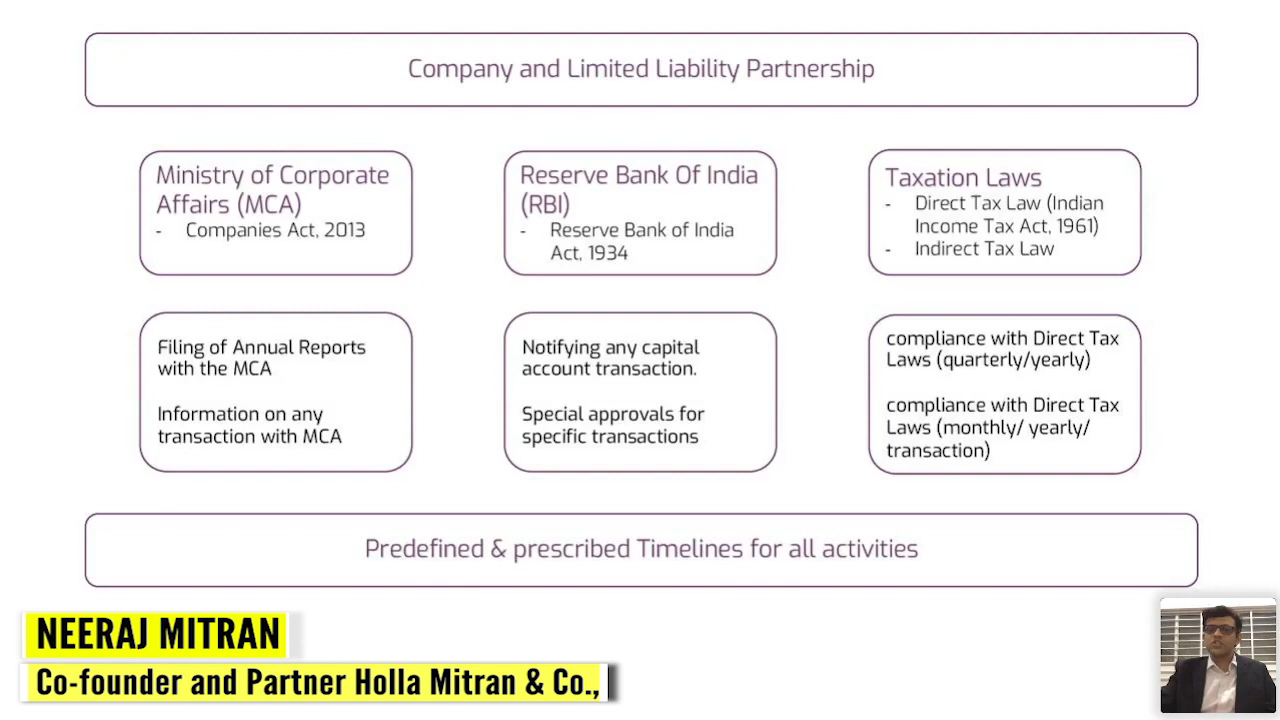 Company and Limited Liability Partnership
Ministry of Corporate
Affairs (MCA)
- Companies Act, 2013
Reserve Bank Of India
(RBI)
- Reserve Bank of India
Act, 1934
Taxation Laws
- Direct Tax Law (Indian
Income Tax Act, 1961)
- Indirect Tax Law
Filing of Annual Reports
with the MCA
Information on any
transaction with MCA
Notifying any capital
account transaction.
Special approvals for
specific transactions
compliance with Direct Tax
Laws (quarterly/yearly)
compliance with Direct Tax
Laws (monthly/ yearly/
transaction)
Predefined & prescribed Timelines for all activities
NEERAJ MITRAN
Co-founder and Partner Holla Mitran & Co.,